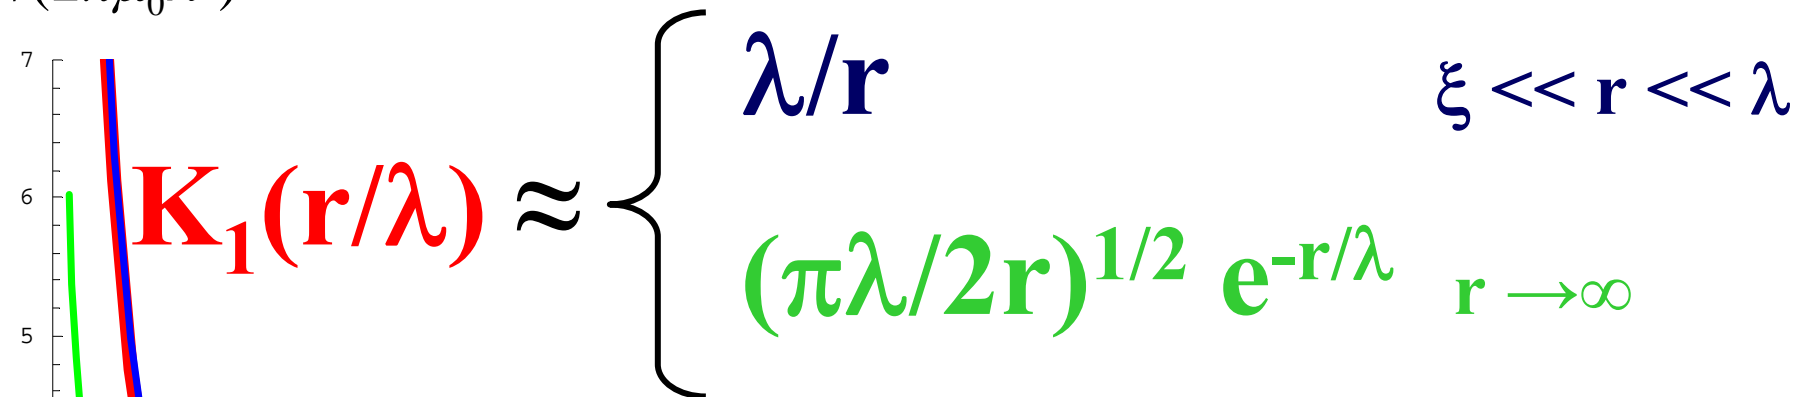 7
λ/r ξ << r << λ
6
K₁(r/λ) ≈
(πλ/2r)^1/2 e^-r/λ r →∞
5